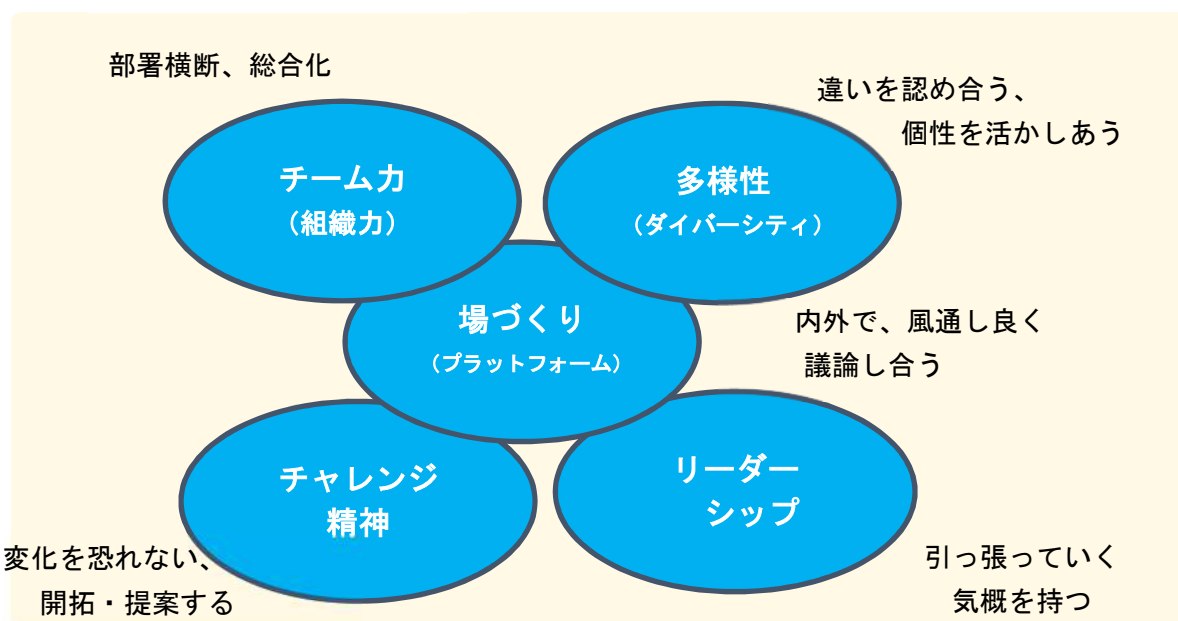 部署横断、総合化
チーム力
（組織力）
違いを認め合う、
個性を活かしあう
多様性
（ダイバーシティ）
場づくり
（プラットフォーム）
内外で、風通し良く
議論し合う
チャレンジ
精神
変化を恐れない、
開拓・提案する
リーダー
シップ
引っ張っていく
気概を持つ